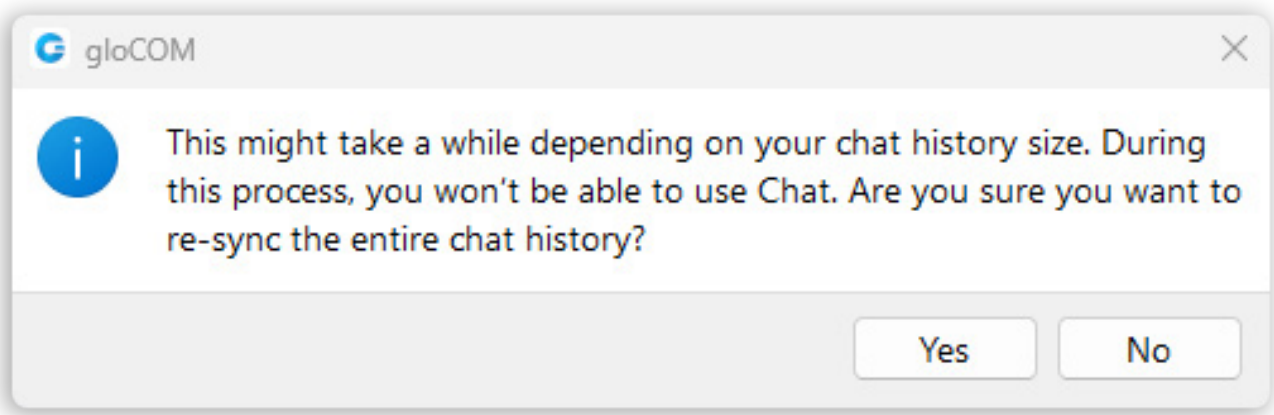 gloCOM
This might take a while depending on your chat history size. During
this process, you won't be able to use Chat. Are you sure you want to
re-sync the entire chat history?
Yes No